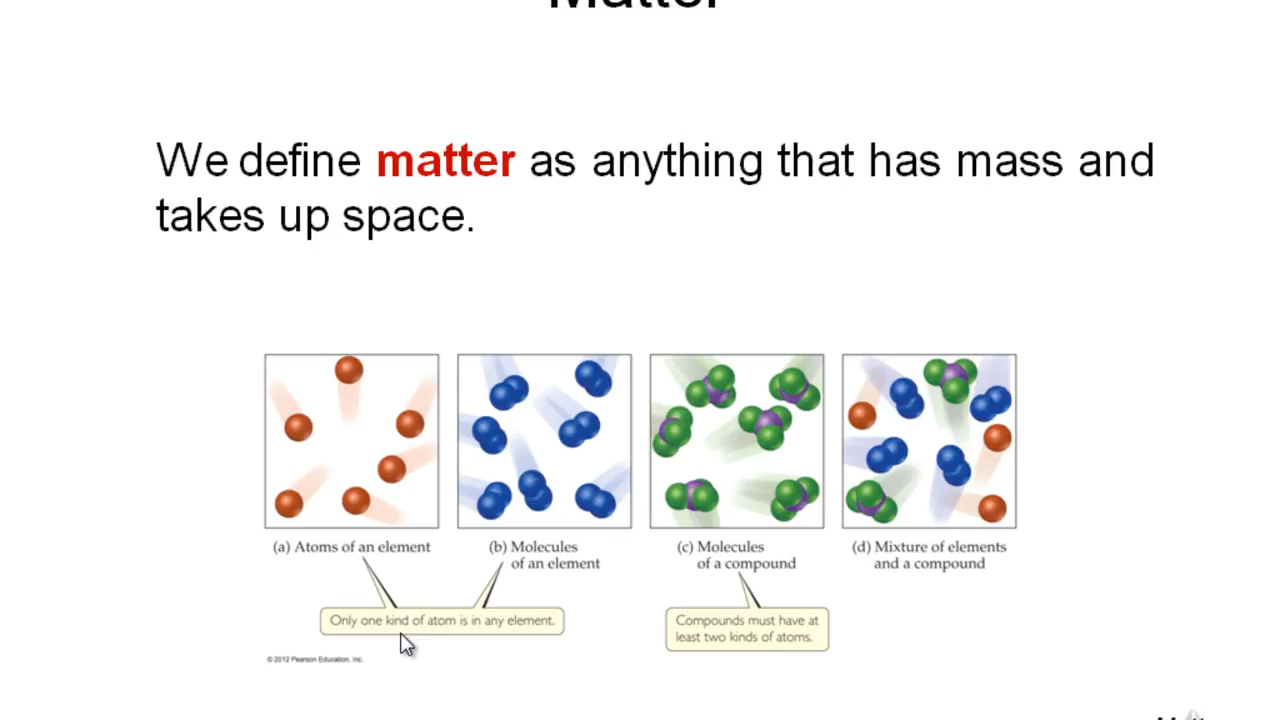 Matter
We define matter as anything that has mass and
takes up space.
(a) Atoms of an element
(b) Molecules
of an element
(c) Molecules
of a compound
(d) Mixture of elements
and a compound
Only one kind of atom is in any element.
Compounds must have at
least two kinds of atoms.
© 2012 Pearson Education, Inc.